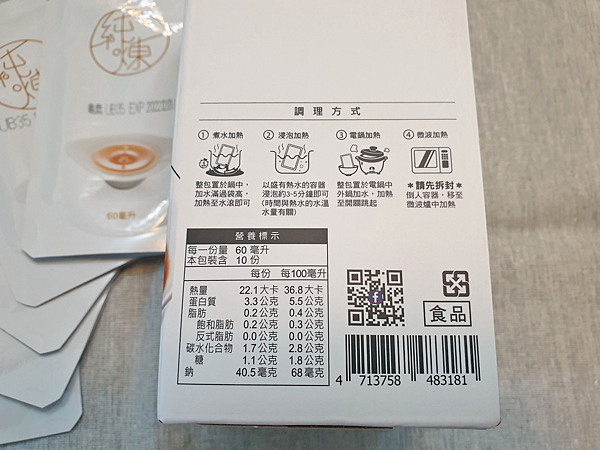 純煉
UB35 EXP
60毫升
調理方式
① 煮水加熱
整包置於鍋中,
加水滿過袋高,
加熱至水滾即可
② 浸泡加熱
以盛有熱水的容器
浸泡約3-5分鐘即可
(時間與熱水的水溫
水量有關)
③ 電鍋加熱
整包置於電鍋中
外鍋加水,加熱
至開關跳起
④ 微波加熱
*請先拆封*
倒入容器,移至
微波爐中加熱
營養標示
每一份量 60 毫升
本包裝含 10 份
每份 每100毫升
熱量 22.1大卡 36.8大卡
蛋白質 3.3公克 5.5公克
脂肪 0.2公克 0.4公克
飽和脂肪 0.2公克 0.3公克
反式脂肪 0.0公克 0.0公克
碳水化合物 1.7公克 2.8公克
糖 1.1公克 1.8公克
鈉 40.5毫克 68毫克
食品
4 713758 483181